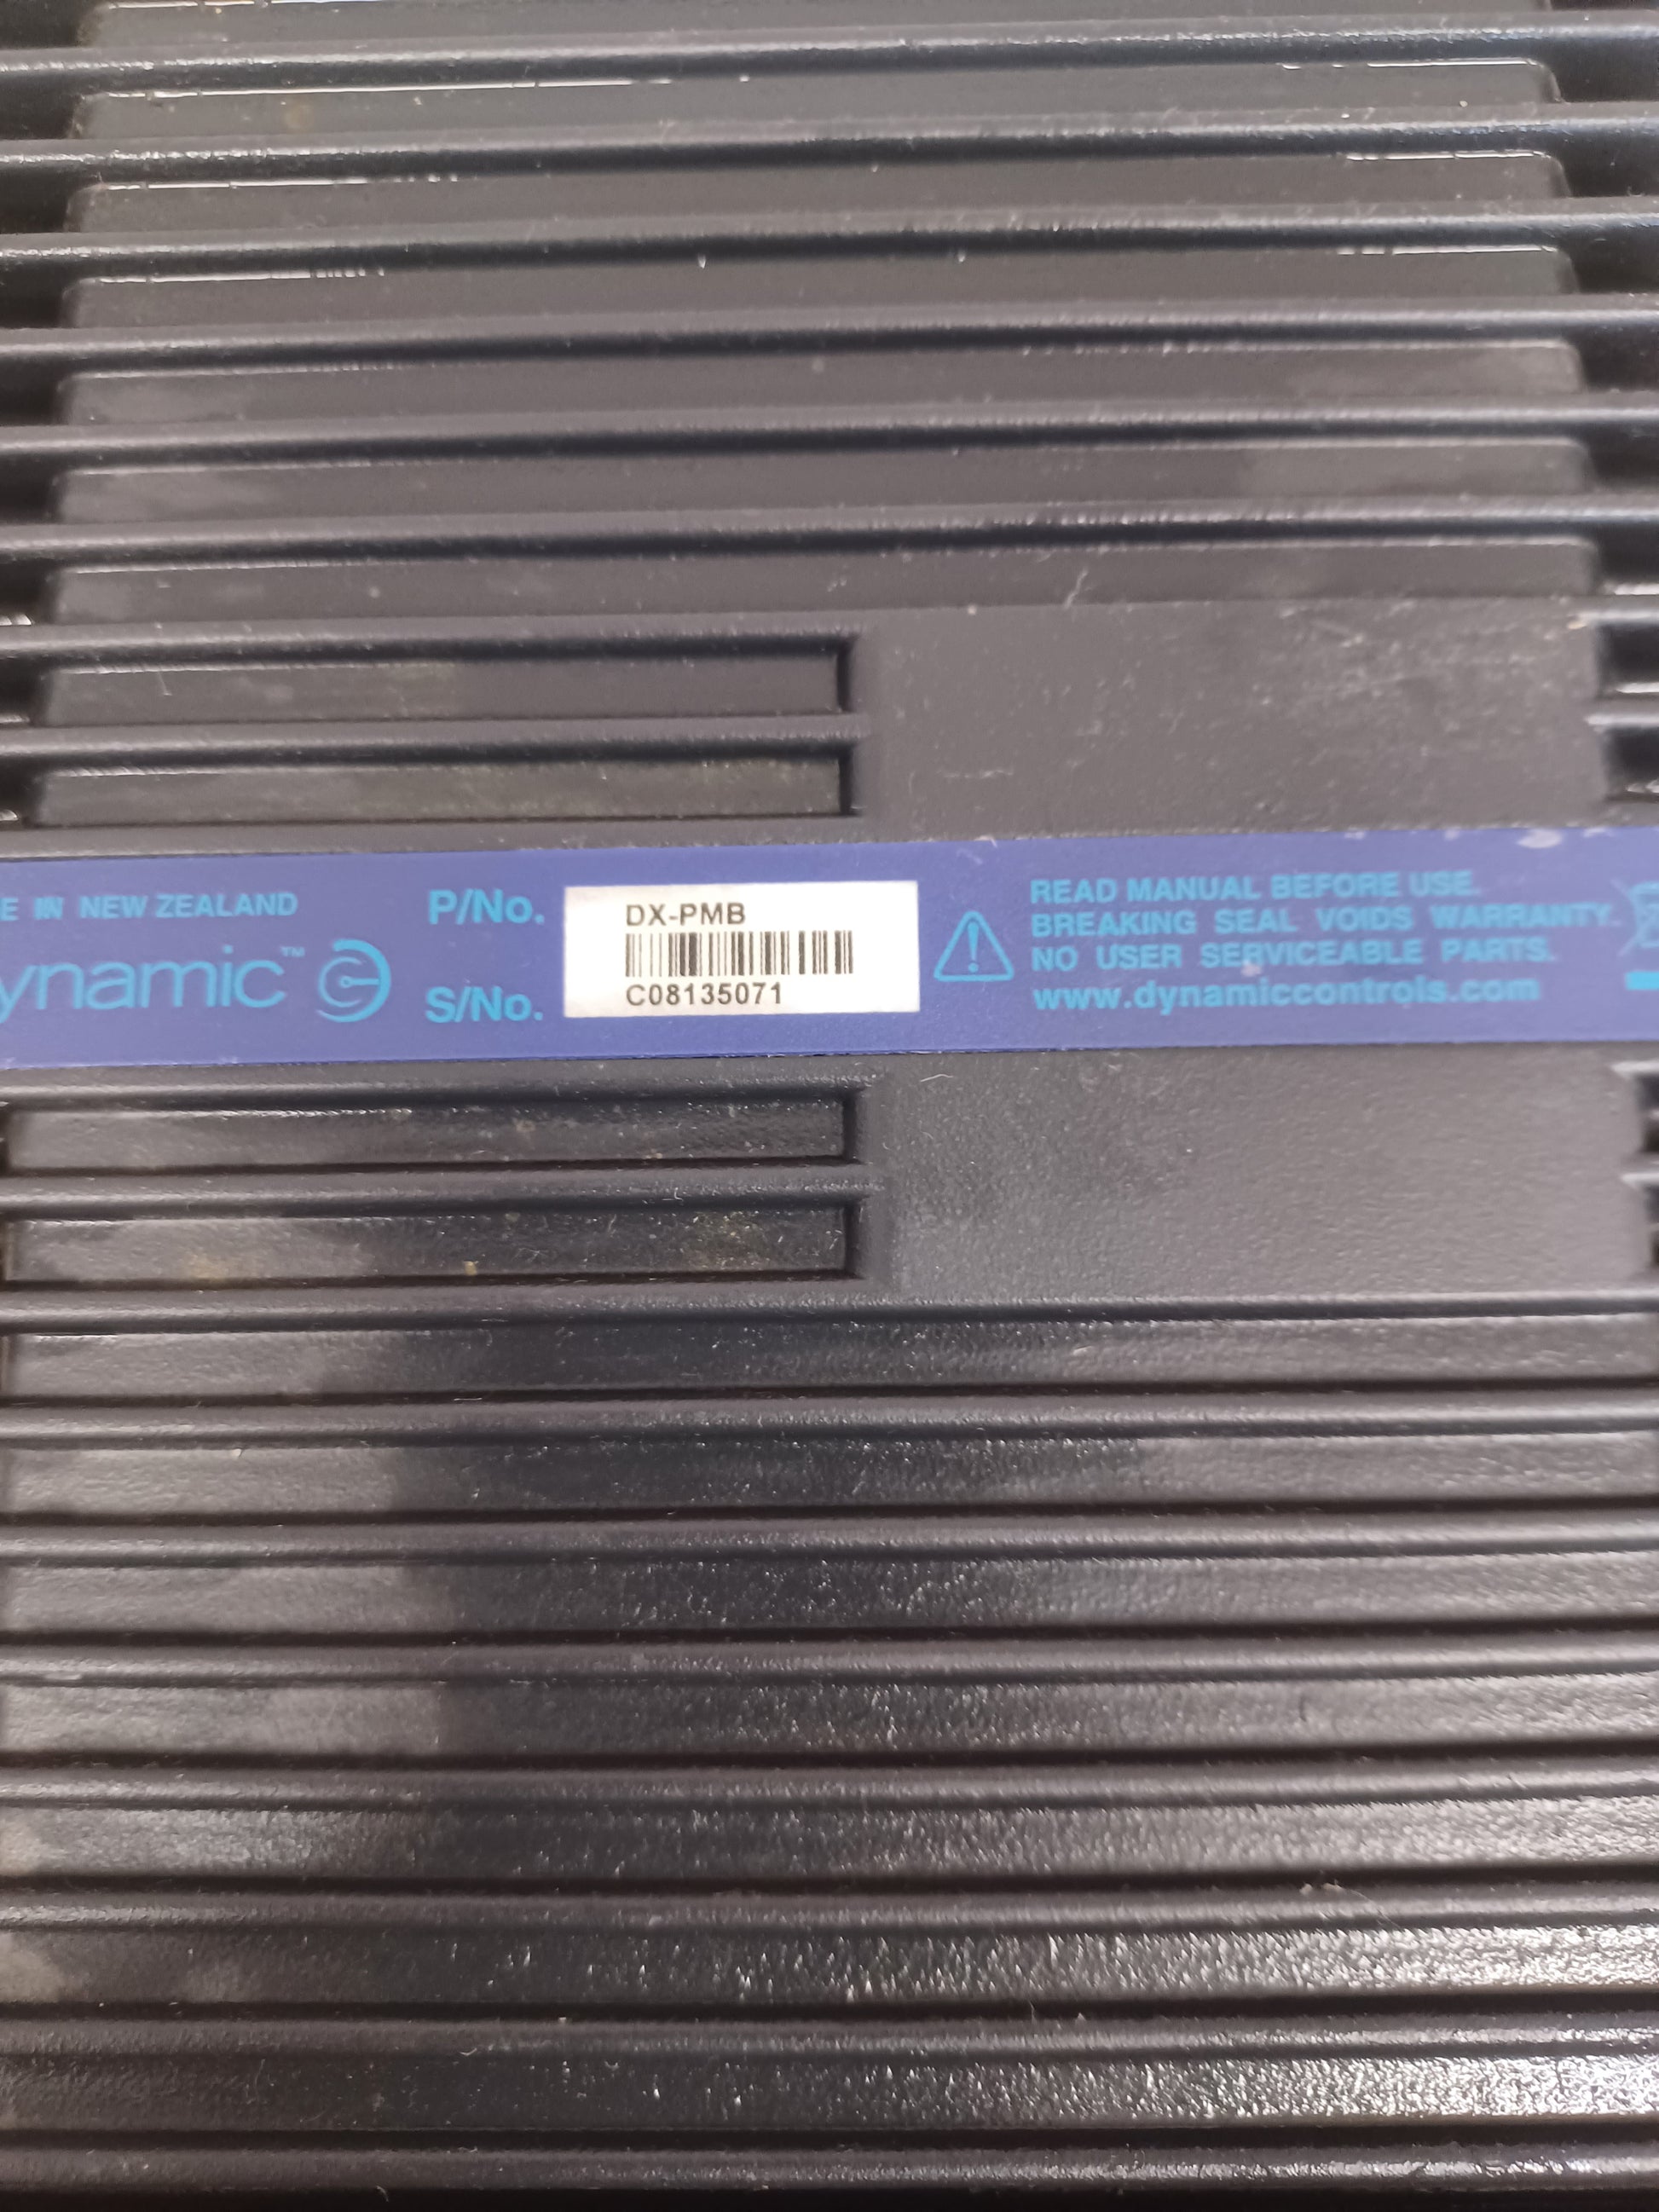 E IN NEW ZEALAND
ynamic™
P/No.
S/No.
DX-PMB
C08135071
READ MANUAL BEFORE USE.
BREAKING SEAL VOIDS WARRANTY.
NO USER SERVICEABLE PARTS.
www.dynamiccontrols.com